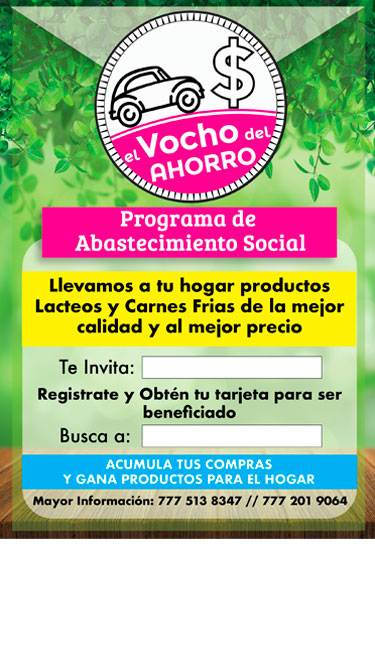 $
el Vocho del
AHORRO
Programa de
Abastecimiento Social
Llevamos a tu hogar productos
Lacteos y Carnes Frias de la mejor
calidad y al mejor precio
Te Invita:
Registrate y Obtén tu tarjeta para ser
beneficiado
Busca a:
ACUMULA TUS COMPRAS
Y GANA PRODUCTOS PARA EL HOGAR
Mayor Información: 777 513 8347 // 777 201 9064